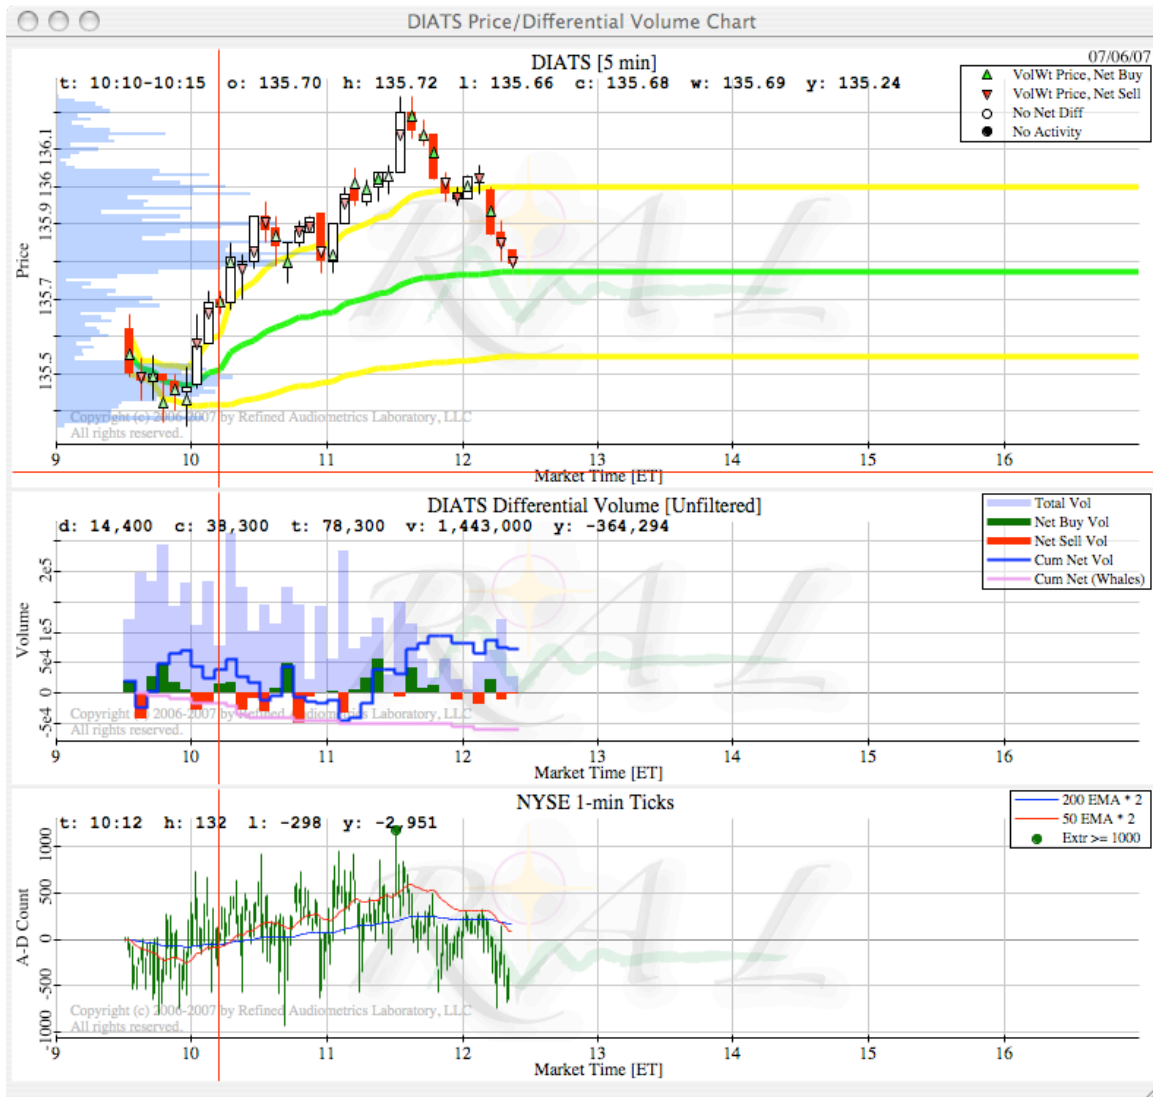 DIATS Price/Differential Volume Chart
DIATS [5 min]
07/06/07
t: 10:10-10:15 o: 135.70 h: 135.72 l: 135.66 c: 135.68 w: 135.69 y: 135.24
VolWt Price, Net Buy
VolWt Price, Net Sell
No Net Diff
No Activity
Price
136.1
136
135.9
135.7
135.5
RAL
Copyright (c) 2006-2007 by Refined Audiometrics Laboratory, LLC
All rights reserved.
9 10 11 12 13 14 15 16
Market Time [ET]
DIATS Differential Volume [Unfiltered]
d: 14,400 c: 38,300 t: 78,300 v: 1,443,000 y: -364,294
Total Vol
Net Buy Vol
Net Sell Vol
Cum Net Vol
Cum Net (Whales)
Volume
2e5
1e5
5e4
0
-5e4
RAL
Copyright (c) 2006-2007 by Refined Audiometrics Laboratory, LLC
All rights reserved.
9 10 11 12 13 14 15 16
Market Time [ET]
NYSE 1-min Ticks
t: 10:12 h: 132 l: -298 y: -2,951
200 EMA * 2
50 EMA * 2
Extr >= 1000
A-D Count
1000
500
0
-500
-1000
RAL
Copyright (c) 2006-2007 by Refined Audiometrics Laboratory, LLC
All rights reserved.
9 10 11 12 13 14 15 16
Market Time [ET]